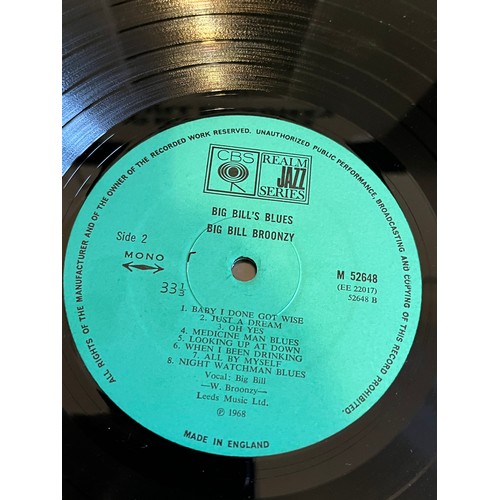 ALL RIGHTS OF THE MANUFACTURER AND OF THE OWNER OF THE RECORDED WORK RESERVED. UNAUTHORIZED PUBLIC PERFORMANCE, BROADCASTING AND COPYING OF THIS RECORD PROHIBITED.
CBS
REALM
JAZZ
SERIES
BIG BILL'S BLUES
BIG BILL BROONZY
Side 2
MONO
33⅓
M 52648
(EE 22017)
52648 B
1. BABY I DONE GOT WISE
2. JUST A DREAM
3. OH YES
4. MEDICINE MAN BLUES
5. LOOKING UP AT DOWN
6. WHEN I BEEN DRINKING
7. ALL BY MYSELF
8. NIGHT WATCHMAN BLUES
Vocal: Big Bill
—W. Broonzy—
Leeds Music Ltd.
℗ 1968
MADE IN ENGLAND